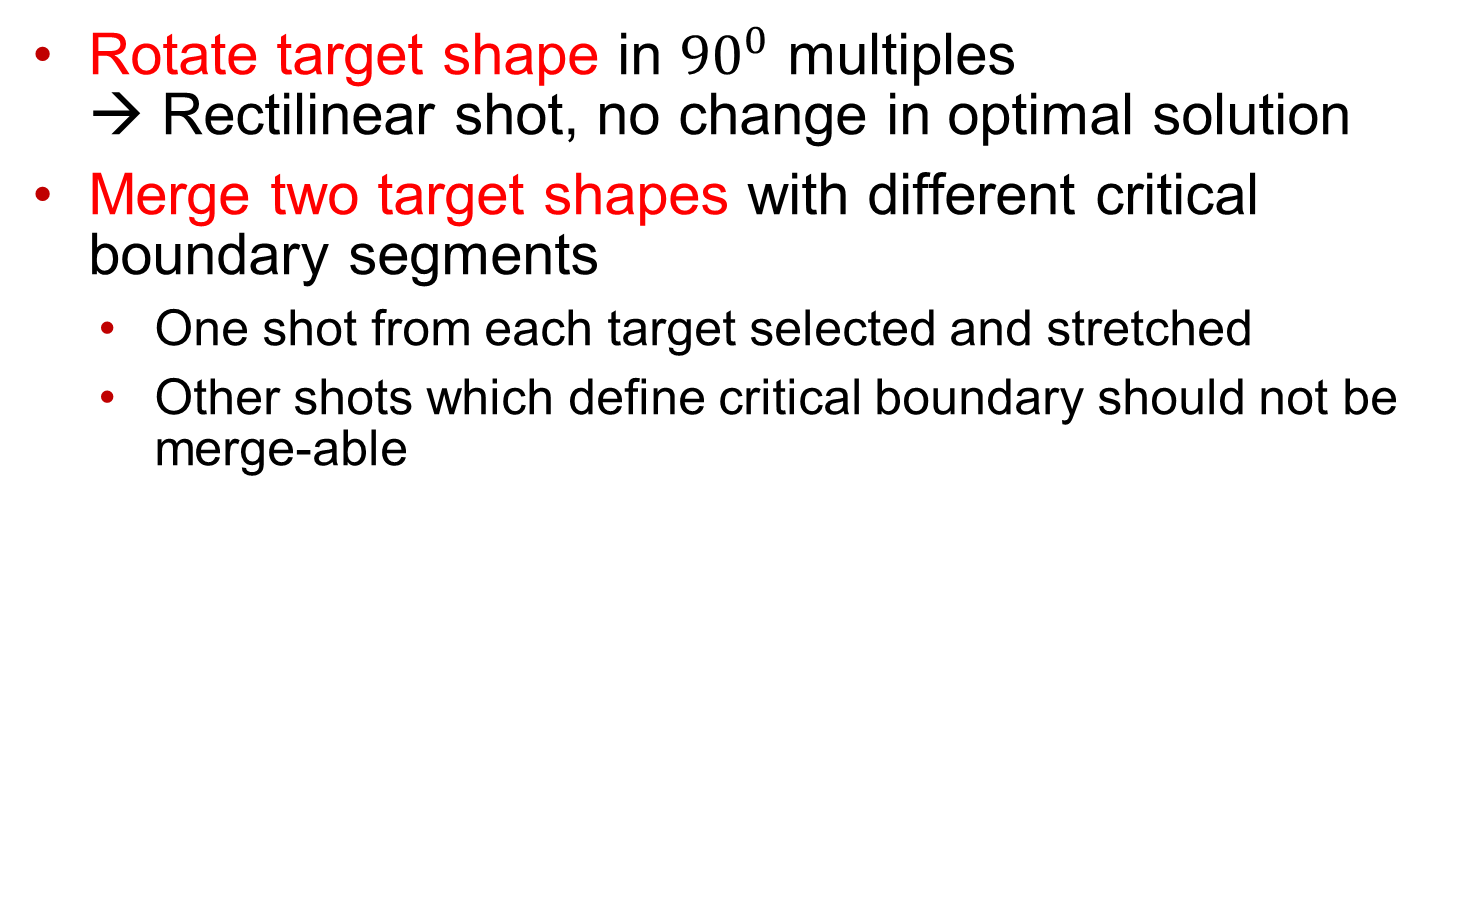 • Rotate target shape in 90⁰ multiples
→ Rectilinear shot, no change in optimal solution
• Merge two target shapes with different critical
boundary segments
• One shot from each target selected and stretched
• Other shots which define critical boundary should not be
merge-able